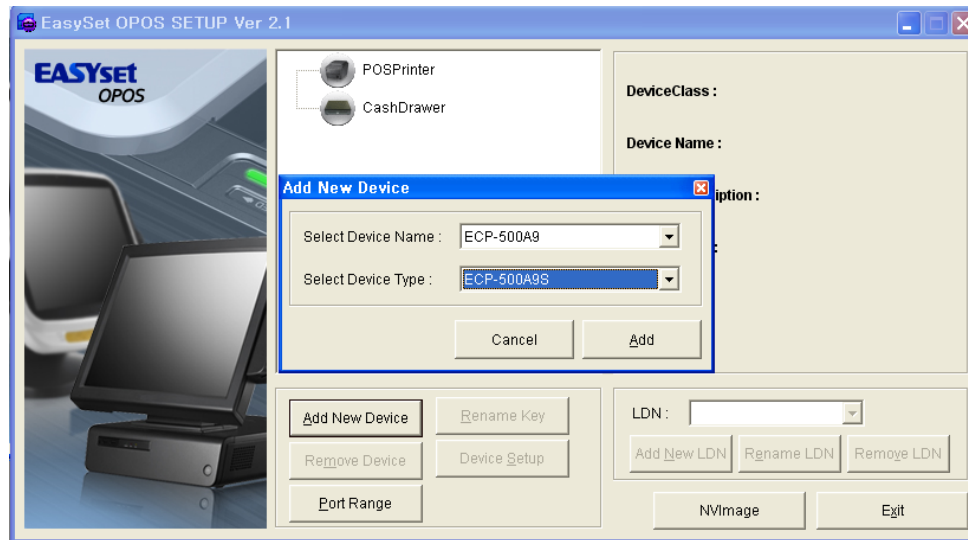 EasySet OPOS SETUP Ver 2.1
EASYset
OPOS
POSPrinter
CashDrawer
DeviceClass :
Device Name :
iption :
:
Add New Device
Select Device Name :
ECP-500A9
Select Device Type :
ECP-500A9S
Cancel
Add
Add New Device
Rename Key
Remove Device
Device Setup
Port Range
LDN :
Add New LDN
Rename LDN
Remove LDN
NVImage
Exit